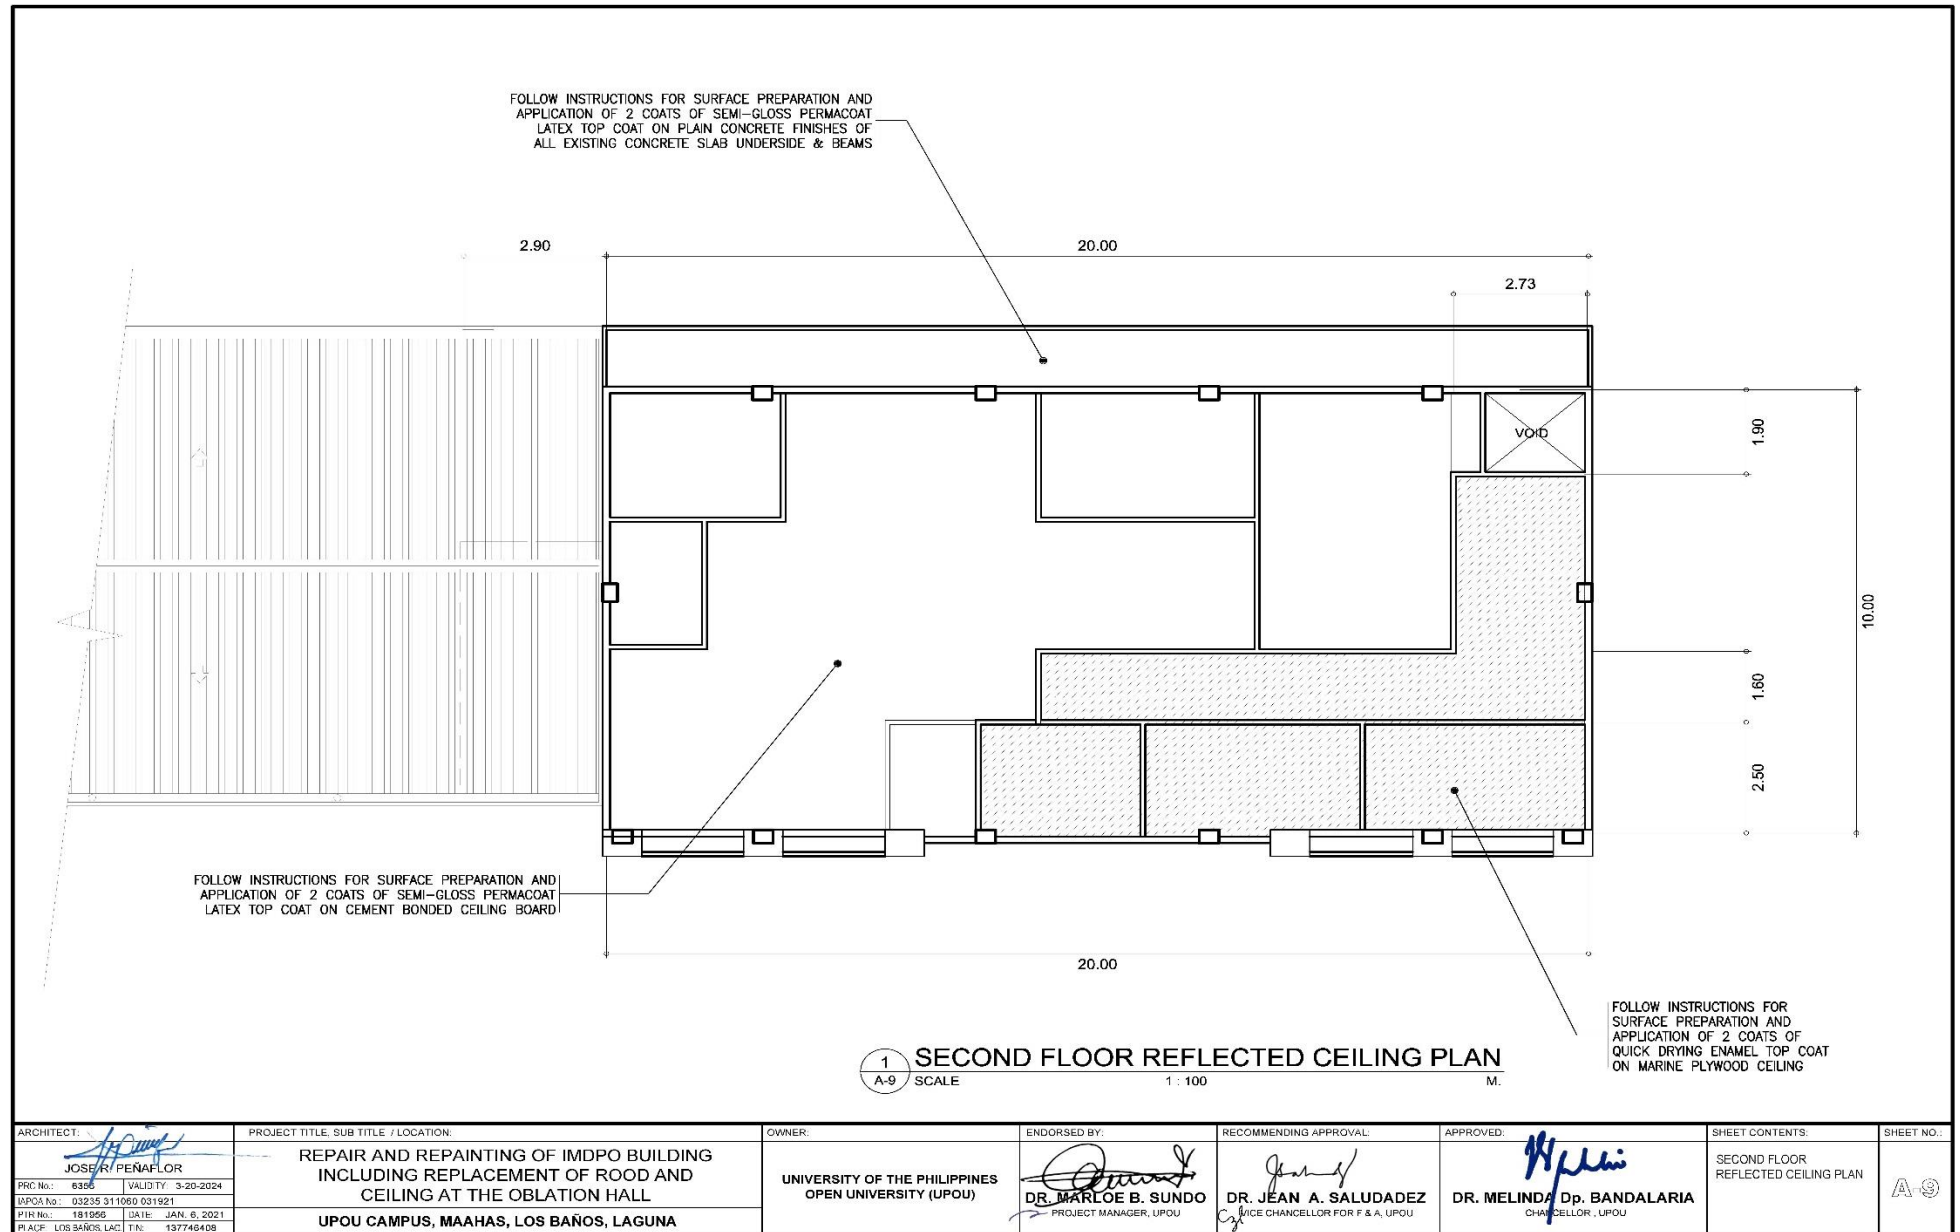 FOLLOW INSTRUCTIONS FOR SURFACE PREPARATION AND
APPLICATION OF 2 COATS OF SEMI-GLOSS PERMACOAT
LATEX TOP COAT ON PLAIN CONCRETE FINISHES OF
ALL EXISTING CONCRETE SLAB UNDERSIDE & BEAMS
2.90
20.00
2.73
VOID
1.90
10.00
1.60
2.50
FOLLOW INSTRUCTIONS FOR SURFACE PREPARATION AND
APPLICATION OF 2 COATS OF SEMI-GLOSS PERMACOAT
LATEX TOP COAT ON CEMENT BONDED CEILING BOARD
20.00
FOLLOW INSTRUCTIONS FOR
SURFACE PREPARATION AND
APPLICATION OF 2 COATS OF
QUICK DRYING ENAMEL TOP COAT
ON MARINE PLYWOOD CEILING
1
A-9
SECOND FLOOR REFLECTED CEILING PLAN
SCALE 1 : 100 M.
ARCHITECT:
JOSE R. PEÑAFLOR
PRC No.: 6356 VALIDITY: 3-20-2024
IAPOA No.: 03235 311060 031921
PTR No.: 181956 DATE: JAN. 6, 2021
PLACE: LOS BAÑOS, LAG. TIN: 137746408
PROJECT TITLE, SUB TITLE / LOCATION:
REPAIR AND REPAINTING OF IMDPO BUILDING
INCLUDING REPLACEMENT OF ROOD AND
CEILING AT THE OBLATION HALL
UPOU CAMPUS, MAAHAS, LOS BAÑOS, LAGUNA
OWNER:
UNIVERSITY OF THE PHILIPPINES
OPEN UNIVERSITY (UPOU)
ENDORSED BY:
DR. MARLOE B. SUNDO
PROJECT MANAGER, UPOU
RECOMMENDING APPROVAL:
DR. JEAN A. SALUDADEZ
VICE CHANCELLOR FOR F & A, UPOU
APPROVED:
DR. MELINDA Dp. BANDALARIA
CHANCELLOR , UPOU
SHEET CONTENTS:
SECOND FLOOR
REFLECTED CEILING PLAN
SHEET NO.:
A-9